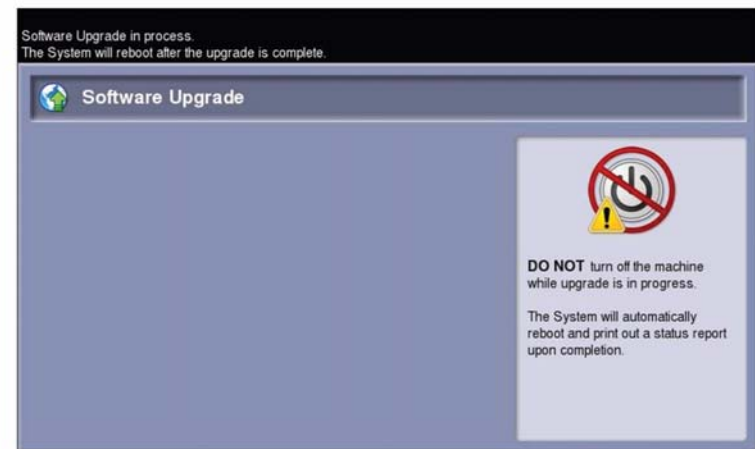 Software Upgrade in process.
The System will reboot after the upgrade is complete.
Software Upgrade
DO NOT turn off the machine
while upgrade is in progress.
The System will automatically
reboot and print out a status report
upon completion.